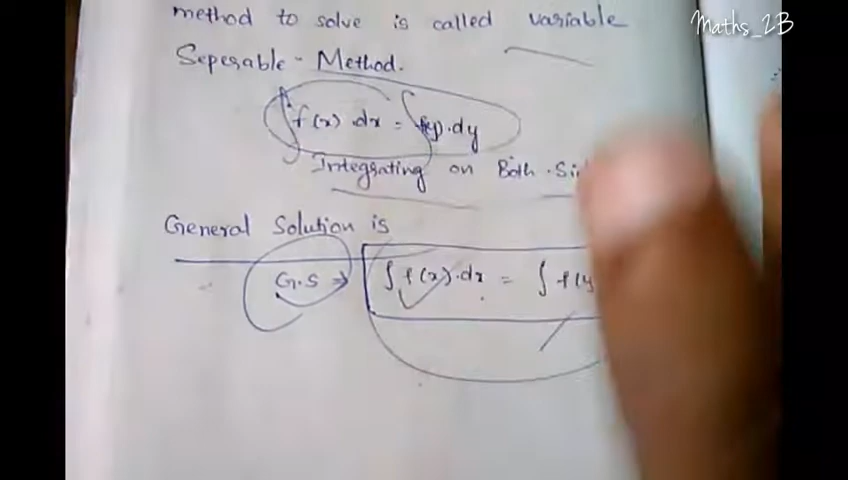 Maths_2B
method to solve is called variable
Seperable - Method.
∫f(x).dx = ∫f(y).dy
Integrating on Both.
General Solution is
G.S ⇒ ∫f(x).dx = ∫